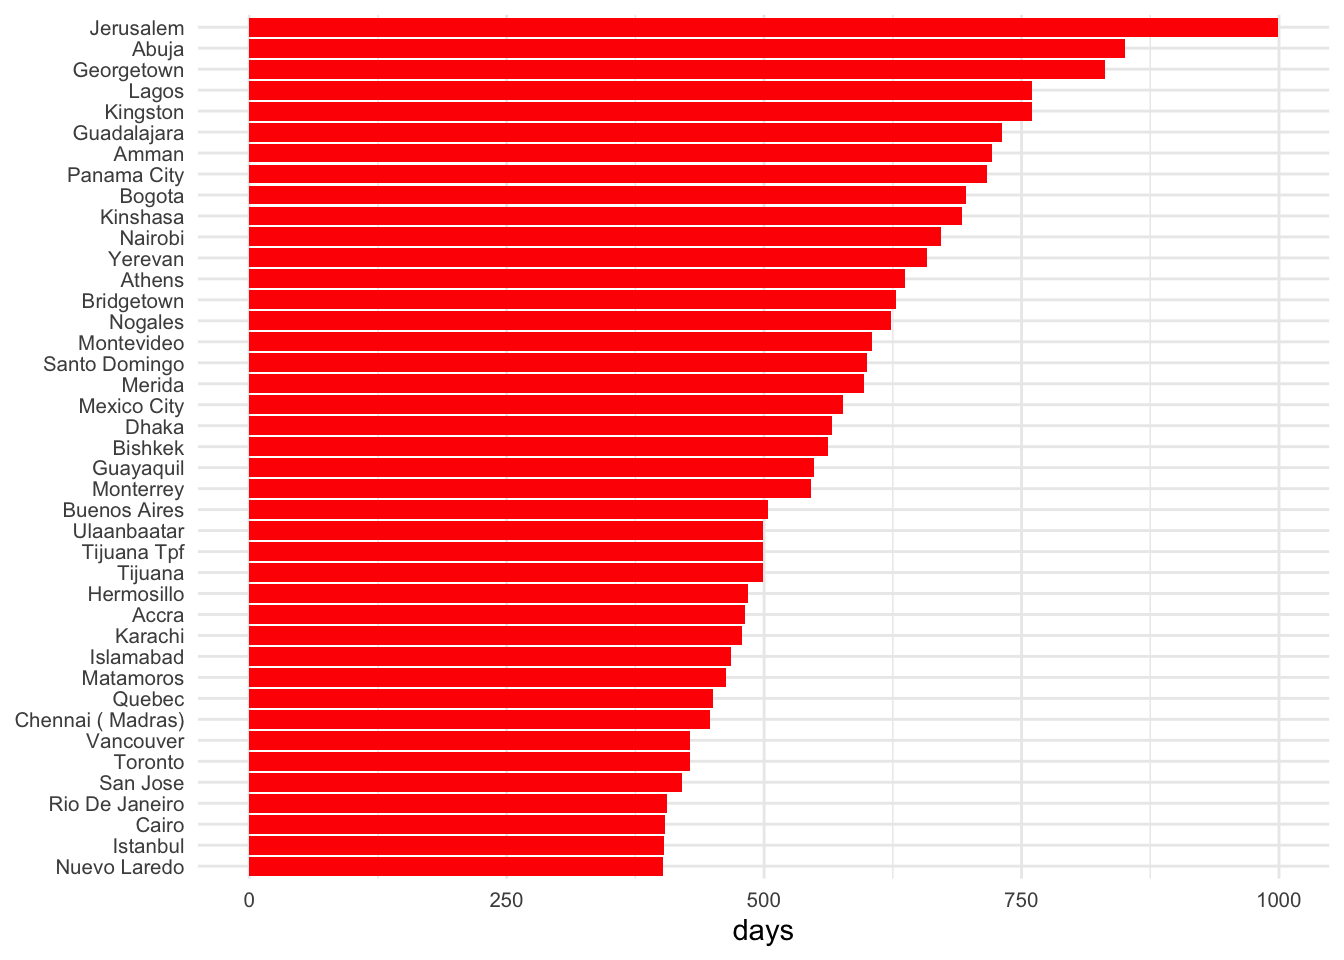 Jerusalem
Abuja
Georgetown
Lagos
Kingston
Guadalajara
Amman
Panama City
Bogota
Kinshasa
Nairobi
Yerevan
Athens
Bridgetown
Nogales
Montevideo
Santo Domingo
Merida
Mexico City
Dhaka
Bishkek
Guayaquil
Monterrey
Buenos Aires
Ulaanbaatar
Tijuana Tpf
Tijuana
Hermosillo
Accra
Karachi
Islamabad
Matamoros
Quebec
Chennai ( Madras)
Vancouver
Toronto
San Jose
Rio De Janeiro
Cairo
Istanbul
Nuevo Laredo
0 250 500 750 1000
days